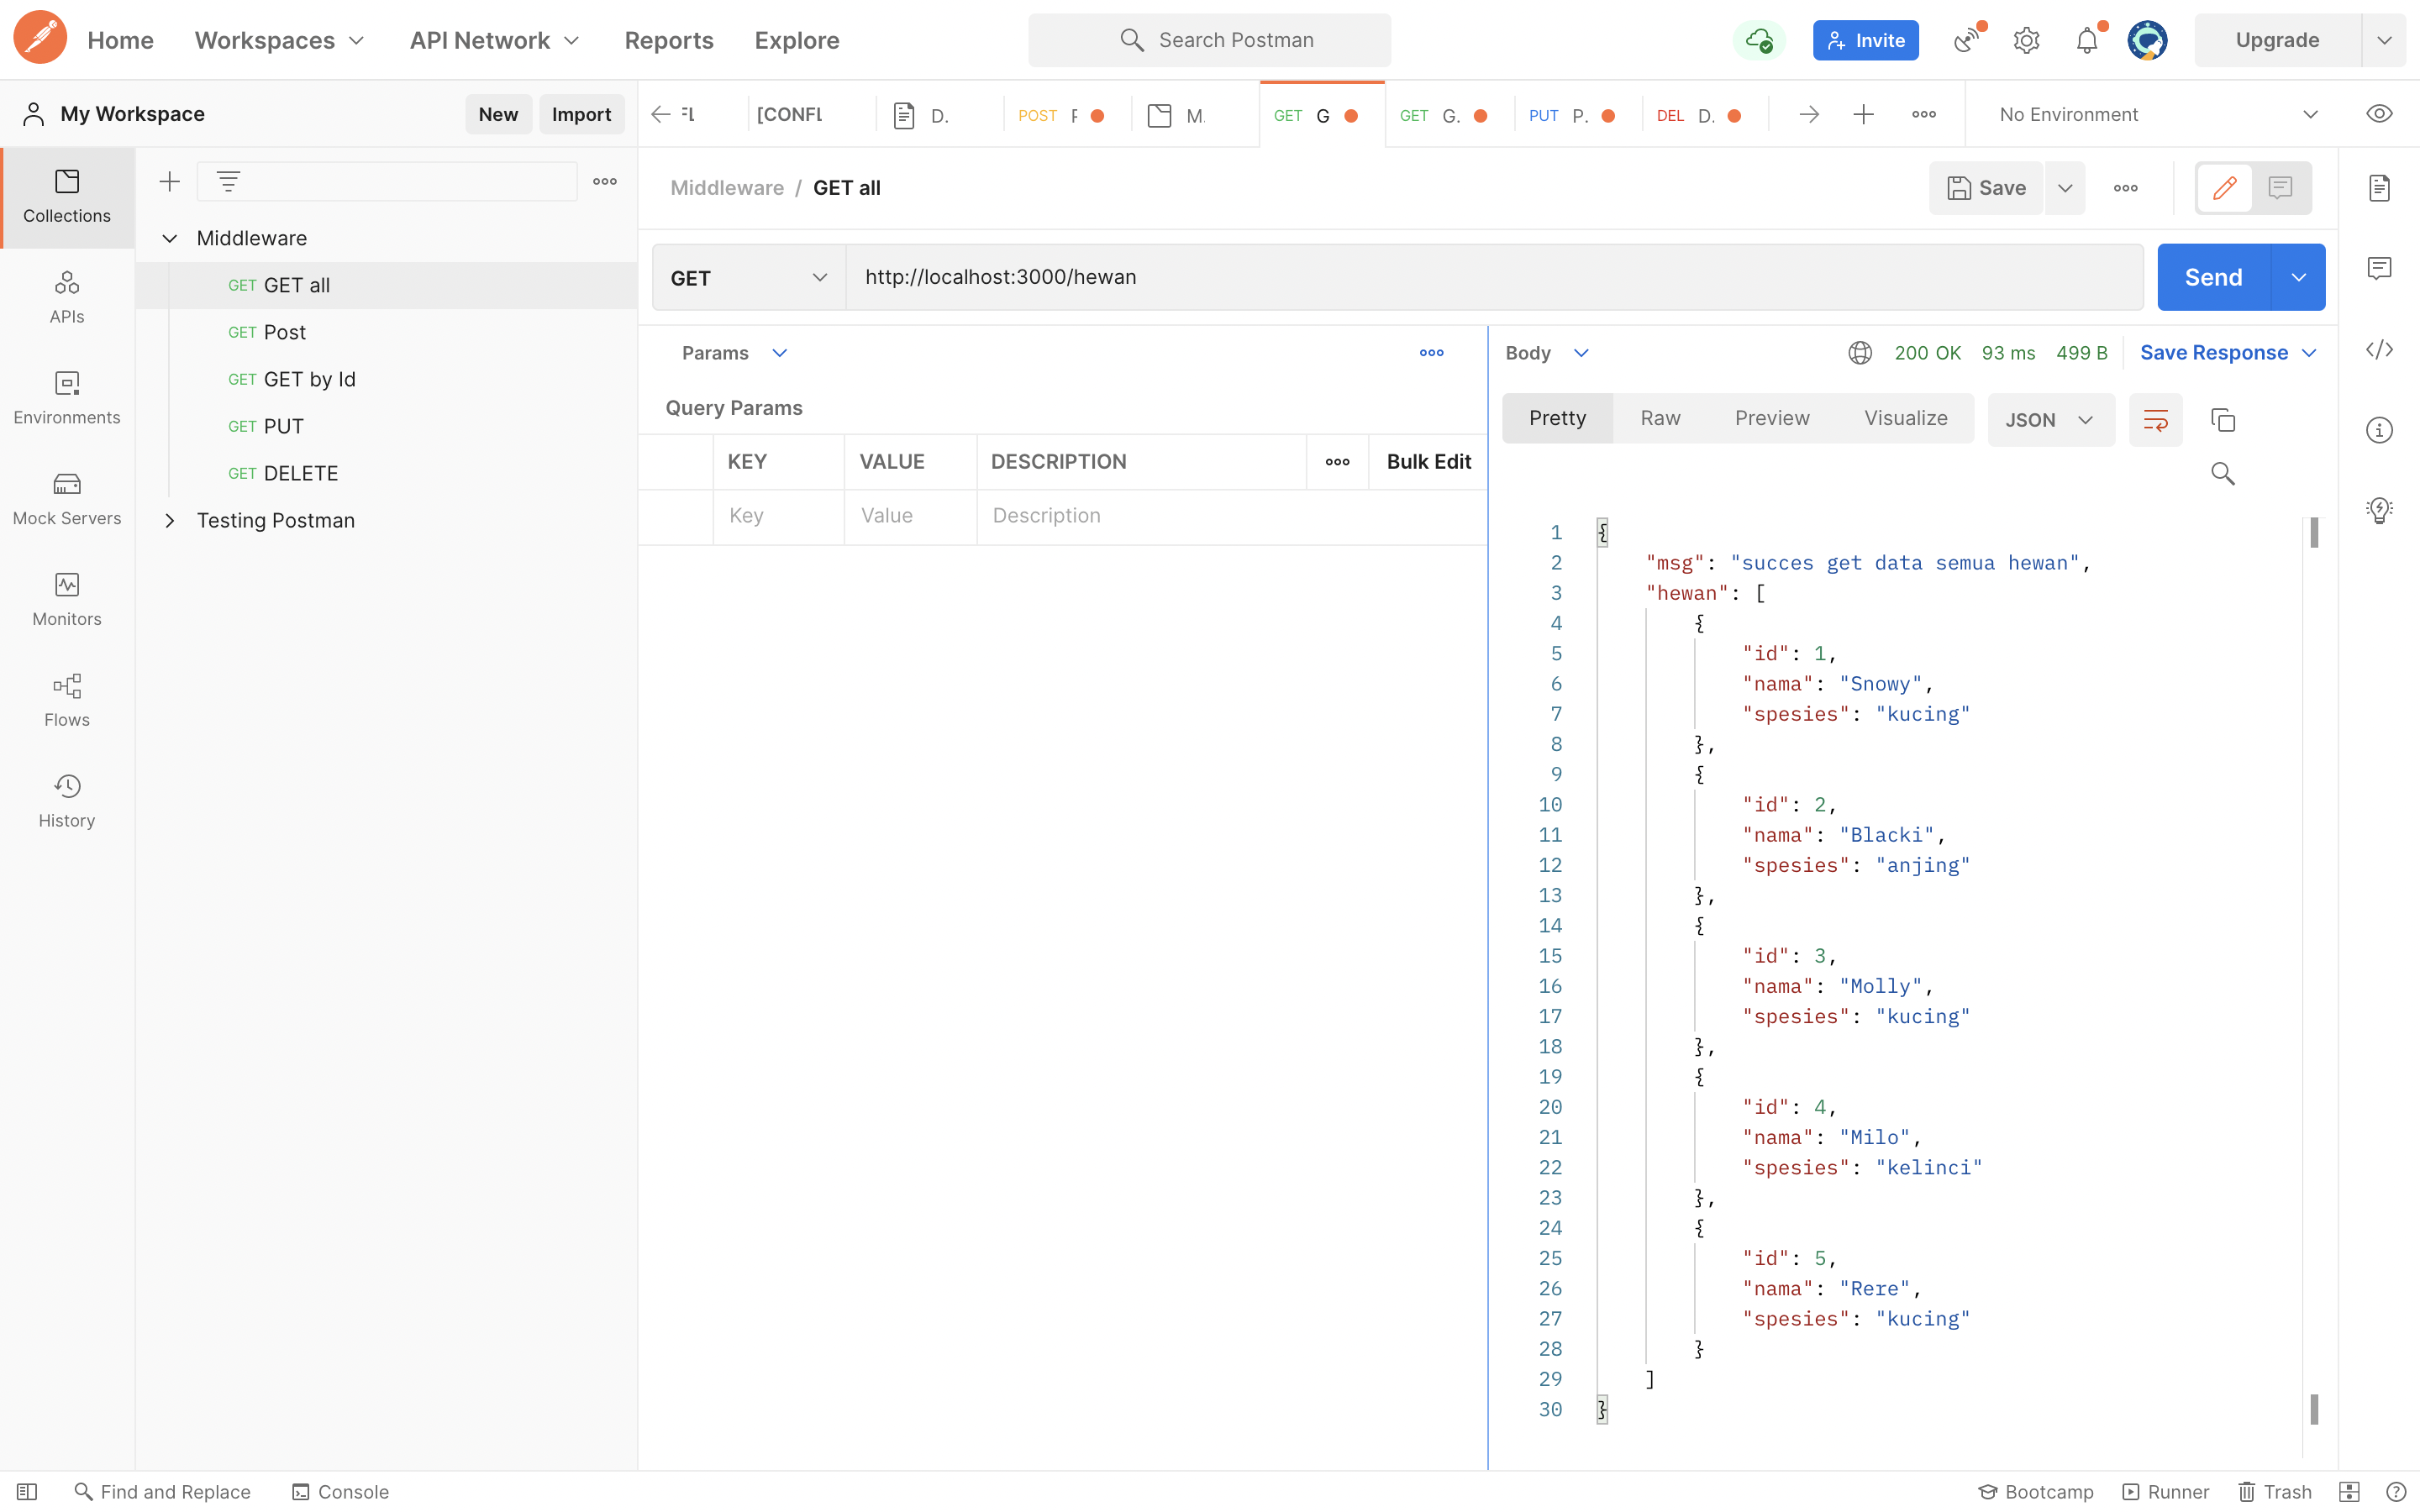 Home Workspaces API Network Reports Explore Search Postman Invite Upgrade
My Workspace New Import [CONFL D. POST M. GET G GET G. PUT P. DEL D. No Environment
Collections
APIs
Environments
Mock Servers
Monitors
Flows
History
Middleware
GET GET all
GET Post
GET GET by Id
GET PUT
GET DELETE
Testing Postman
Middleware / GET all Save
GET http://localhost:3000/hewan Send
Params
Query Params
KEY VALUE DESCRIPTION Bulk Edit
Key Value Description
Body 200 OK 93 ms 499 B Save Response
Pretty Raw Preview Visualize JSON
1 {
2 "msg": "succes get data semua hewan",
3 "hewan": [
4 {
5 "id": 1,
6 "nama": "Snowy",
7 "spesies": "kucing"
8 },
9 {
10 "id": 2,
11 "nama": "Blacki",
12 "spesies": "anjing"
13 },
14 {
15 "id": 3,
16 "nama": "Molly",
17 "spesies": "kucing"
18 },
19 {
20 "id": 4,
21 "nama": "Milo",
22 "spesies": "kelinci"
23 },
24 {
25 "id": 5,
26 "nama": "Rere",
27 "spesies": "kucing"
28 }
29 ]
30 }
Find and Replace Console Bootcamp Runner Trash